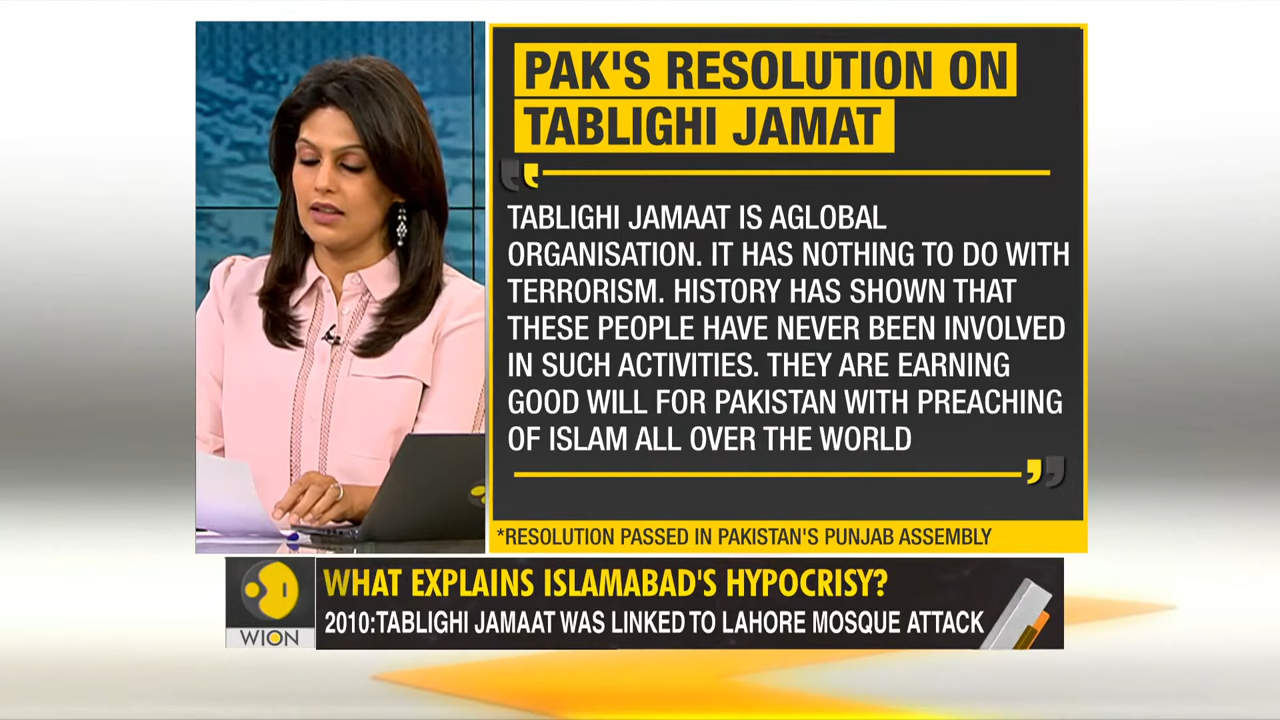 PAK'S RESOLUTION ON
TABLIGHI JAMAT
TABLIGHI JAMAAT IS AGLOBAL
ORGANISATION. IT HAS NOTHING TO DO WITH
TERRORISM. HISTORY HAS SHOWN THAT
THESE PEOPLE HAVE NEVER BEEN INVOLVED
IN SUCH ACTIVITIES. THEY ARE EARNING
GOOD WILL FOR PAKISTAN WITH PREACHING
OF ISLAM ALL OVER THE WORLD
*RESOLUTION PASSED IN PAKISTAN'S PUNJAB ASSEMBLY
WHAT EXPLAINS ISLAMABAD'S HYPOCRISY?
2010:TABLIGHI JAMAAT WAS LINKED TO LAHORE MOSQUE ATTACK
WION